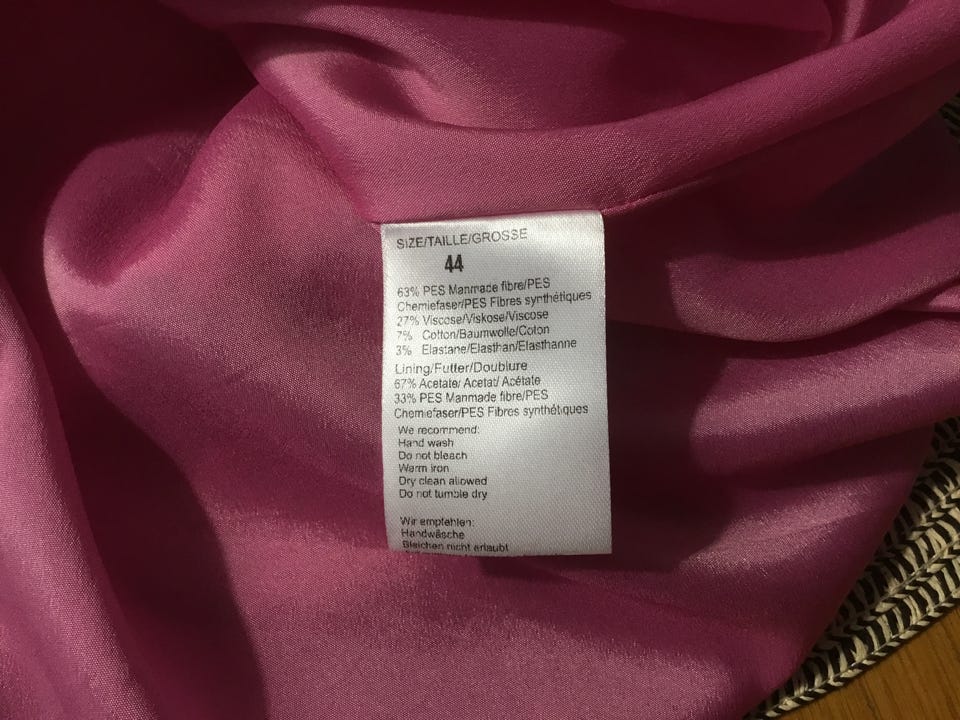 SIZE/TAILLE/GROSSE
44
63% PES Manmade fibre/PES
Chemiefaser/PES Fibres synthétiques
27% Viscose/Viskose/Viscose
7% Cotton/Baumwolle/Coton
3% Elastane/Elasthan/Elasthanne
Lining/Futter/Doublure
67% Acetate/ Acetat/ Acétate
33% PES Manmade fibre/PES
Chemiefaser/PES Fibres synthétiques
We recommend:
Hand wash
Do not bleach
Warm iron
Dry clean allowed
Do not tumble dry
Wir empfehlen:
Handwäsche
Bleichen nicht erlaubt